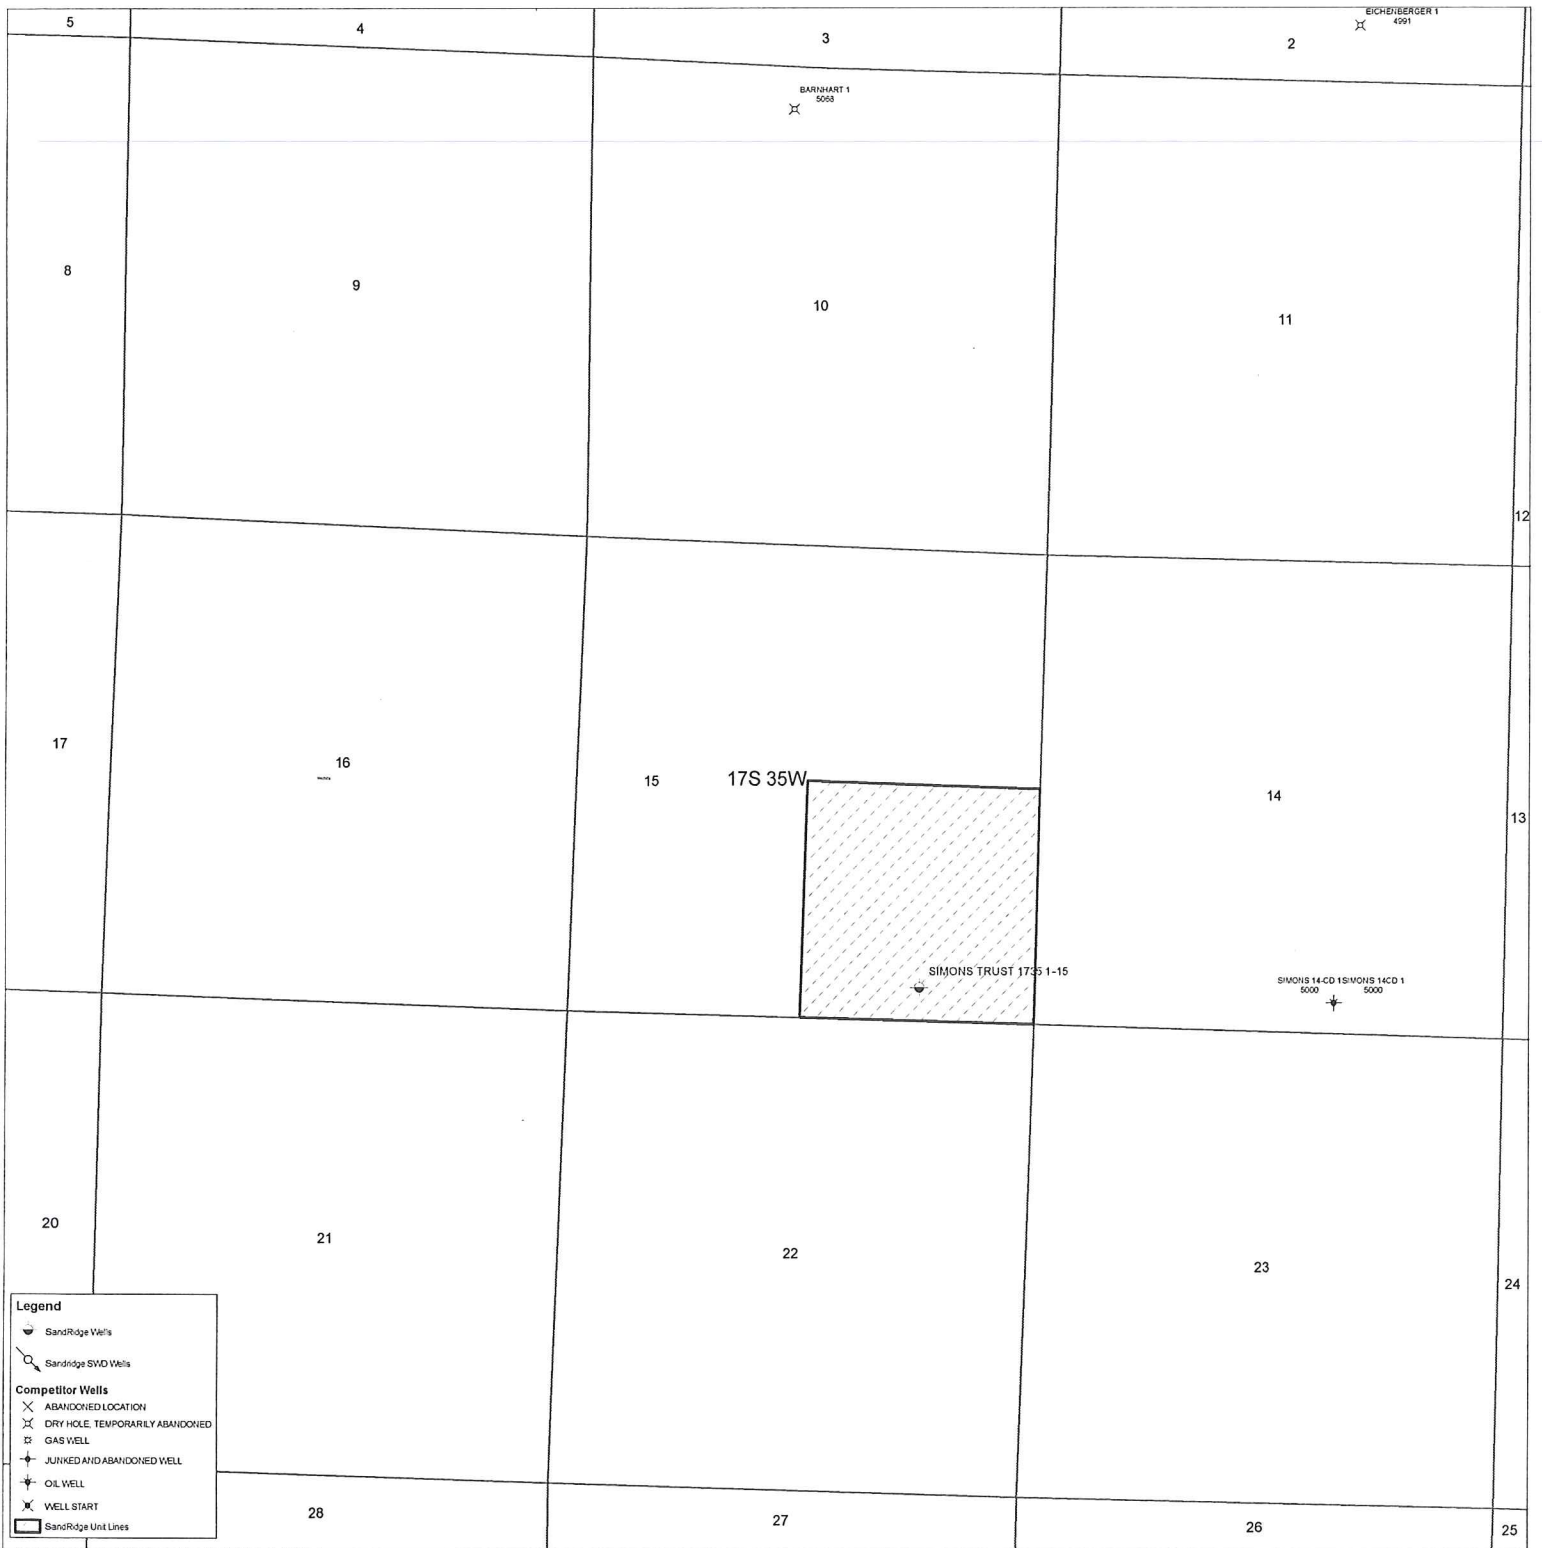 5
4
3
2
EICHENBERGER 1
4991
BARNHART 1
5068
8
9
10
11
12
17
16
15
17S 35W
14
13
SIMONS TRUST 1735 1-15
SIMONS 14-CD 1SIMONS 14CD 1
5000 5000
20
21
22
23
24
Legend
SandRidge Wells
Sandridge SWD Wells
Competitor Wells
ABANDONED LOCATION
DRY HOLE, TEMPORARILY ABANDONED
GAS WELL
JUNKED AND ABANDONED WELL
OIL WELL
WELL START
SandRidge Unit Lines
28
27
26
25